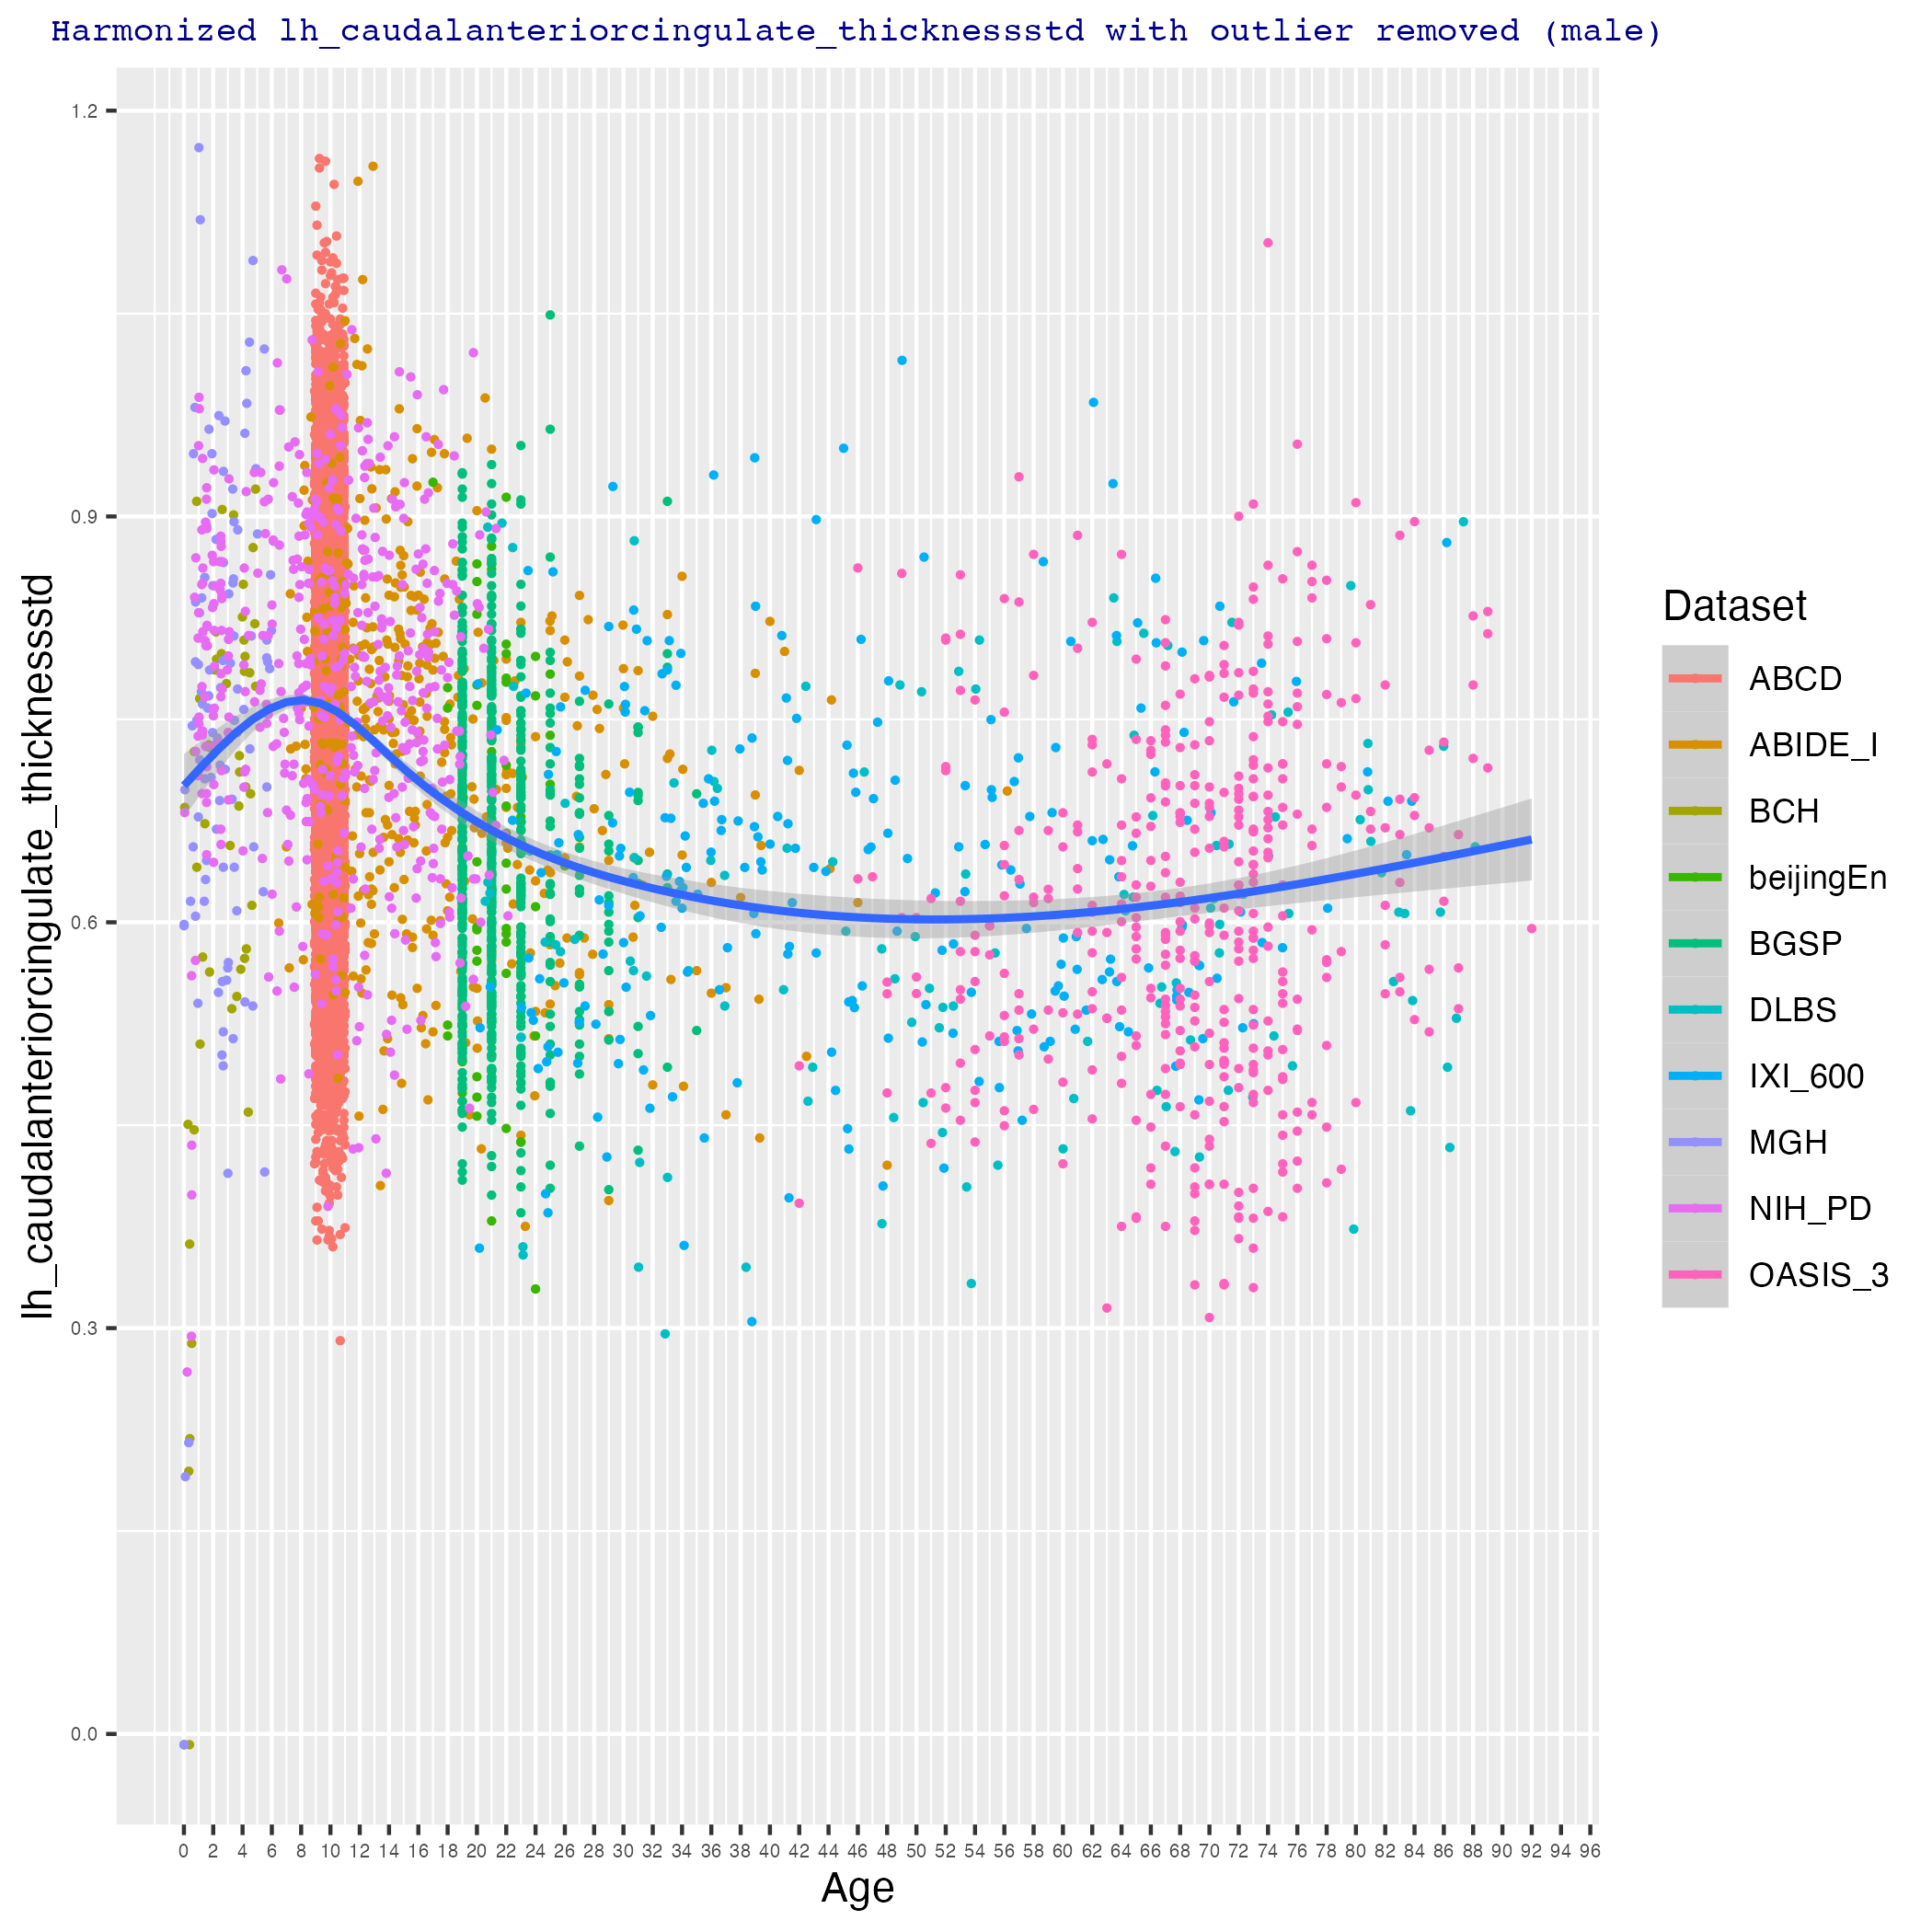 Harmonized lh_caudalanteriorcingulate_thicknessstd with outlier removed (male)
lh_caudalanteriorcingulate_thicknessstd
1.2
0.9
0.6
0.3
0.0
0 2 4 6 8 10 12 14 16 18 20 22 24 26 28 30 32 34 36 38 40 42 44 46 48 50 52 54 56 58 60 62 64 66 68 70 72 74 76 78 80 82 84 86 88 90 92 94 96
Age
Dataset
ABCD
ABIDE_I
BCH
beijingEn
BGSP
DLBS
IXI_600
MGH
NIH_PD
OASIS_3